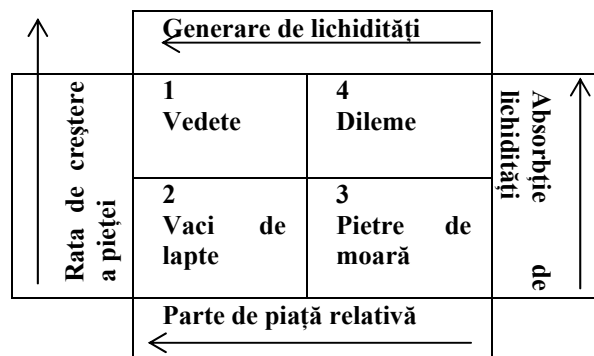 Generare de lichidități
Rata de creştere
a pieței
1
Vedete
4
Dileme
2
Vaci de
lapte
3
Pietre de
moară
Absorbție de
lichidități
Parte de piață relativă